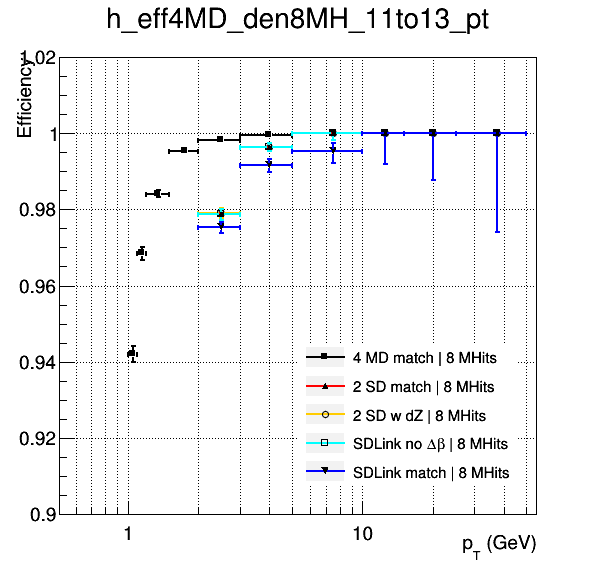 h_eff4MD_den8MH_11to13_pt
Efficiency
1.02
1
0.98
0.96
0.94
0.92
0.9
4 MD match | 8 MHits
2 SD match | 8 MHits
2 SD w dZ | 8 MHits
SDLink no Δβ | 8 MHits
SDLink match | 8 MHits
1
10
p_T (GeV)